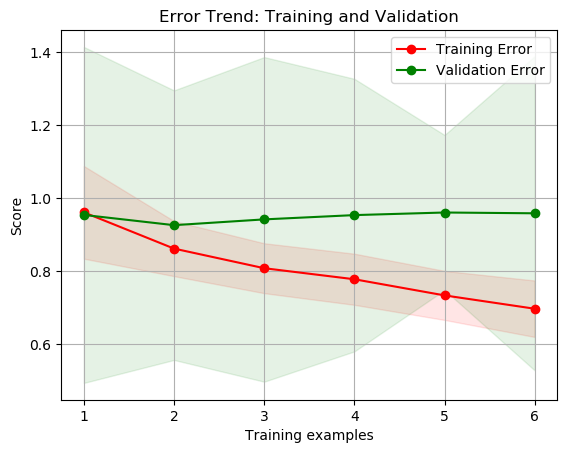 Error Trend: Training and Validation
1.4
1.2
1.0
0.8
0.6
Score
Training Error
Validation Error
1 2 3 4 5 6
Training examples